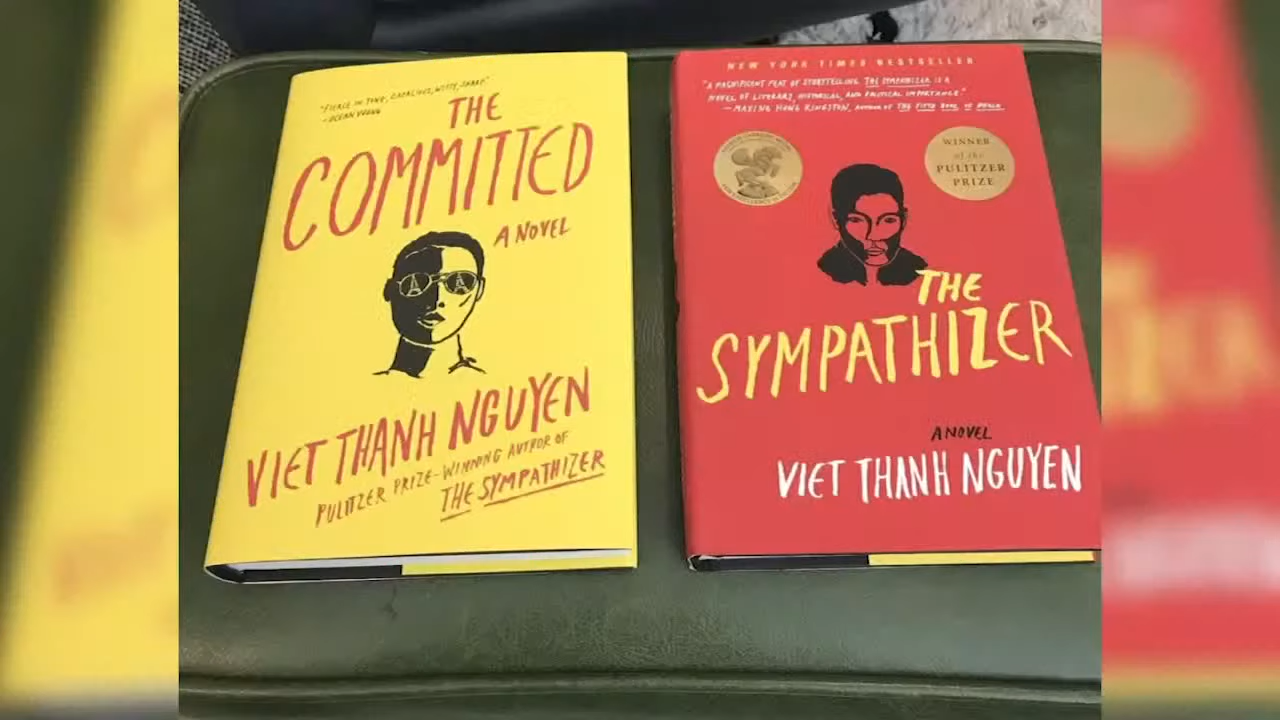 "FIERCE IN TONE, CAPACIOUS, WITTY, SHARP"
-OCEAN VUONG
THE
COMMITTED
A NOVEL
VIET THANH NGUYEN
PULITZER PRIZE-WINNING AUTHOR OF
THE SYMPATHIZER
NEW YORK TIMES BESTSELLER
"A MAGNIFICENT FEAT OF STORYTELLING. THE SYMPATHIZER IS A
NOVEL OF LITERARY, HISTORICAL, AND POLITICAL IMPORTANCE."
—MAXINE HONG KINGSTON, AUTHOR OF THE FIFTH BOOK OF PEACE
WINNER
of the
PULITZER
PRIZE
THE
SYMPATHIZER
A NOVEL
VIET THANH NGUYEN